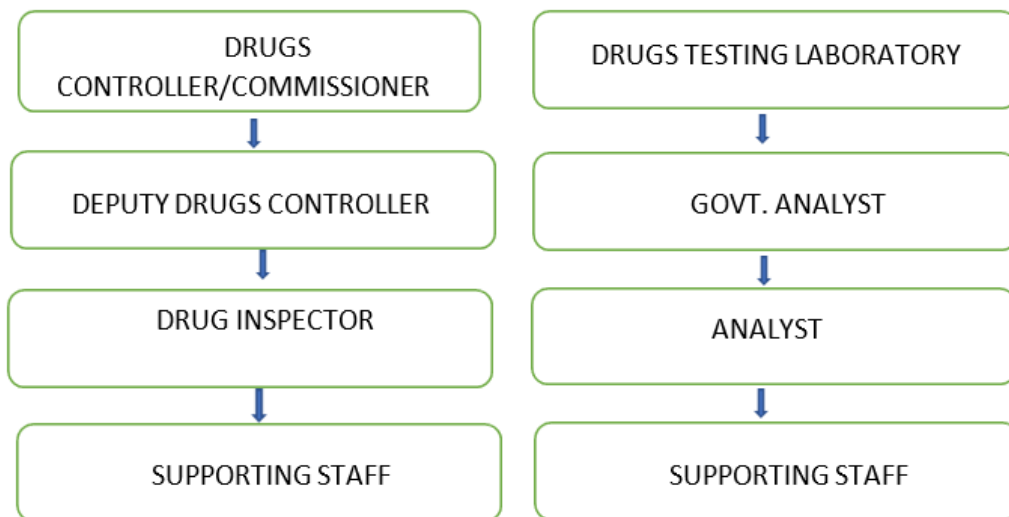 DRUGS
CONTROLLER/COMMISSIONER
DEPUTY DRUGS CONTROLLER
DRUG INSPECTOR
SUPPORTING STAFF
DRUGS TESTING LABORATORY
GOVT. ANALYST
ANALYST
SUPPORTING STAFF